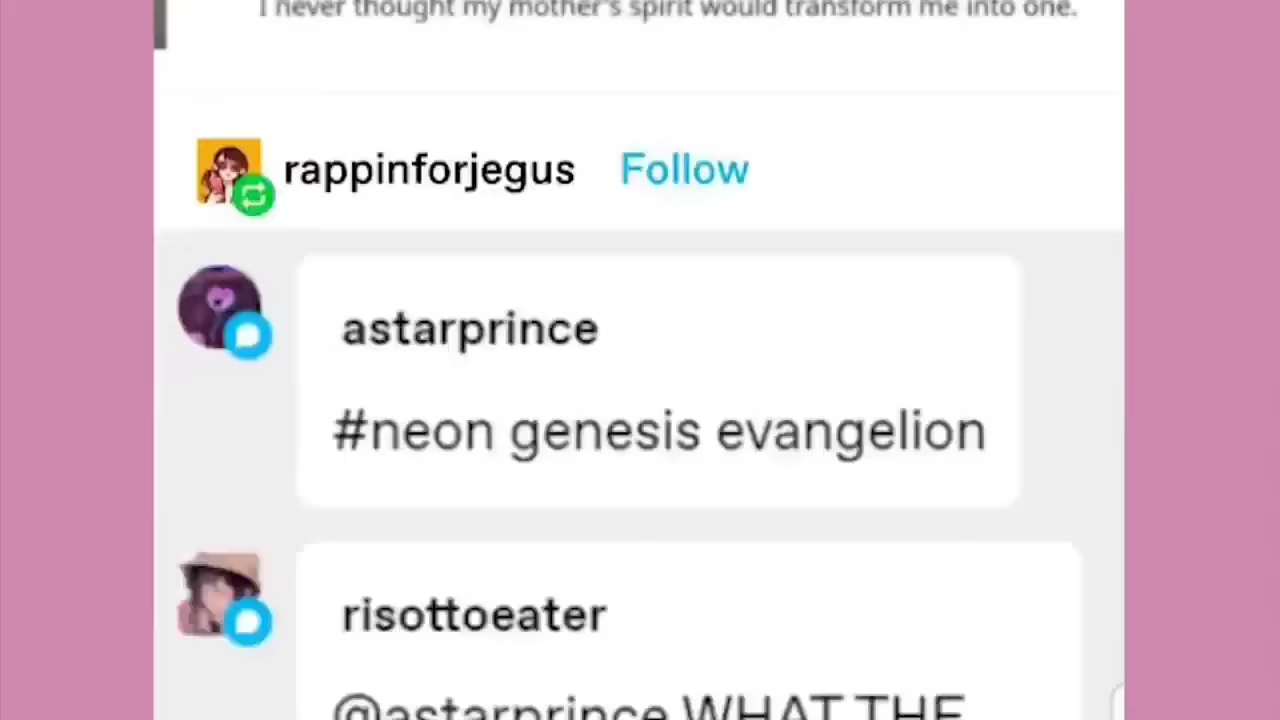 I never thought my mother's spirit would transform me into one.
rappinforjegus Follow
astarprince
#neon genesis evangelion
risottoeater
@astarprince WHAT THE